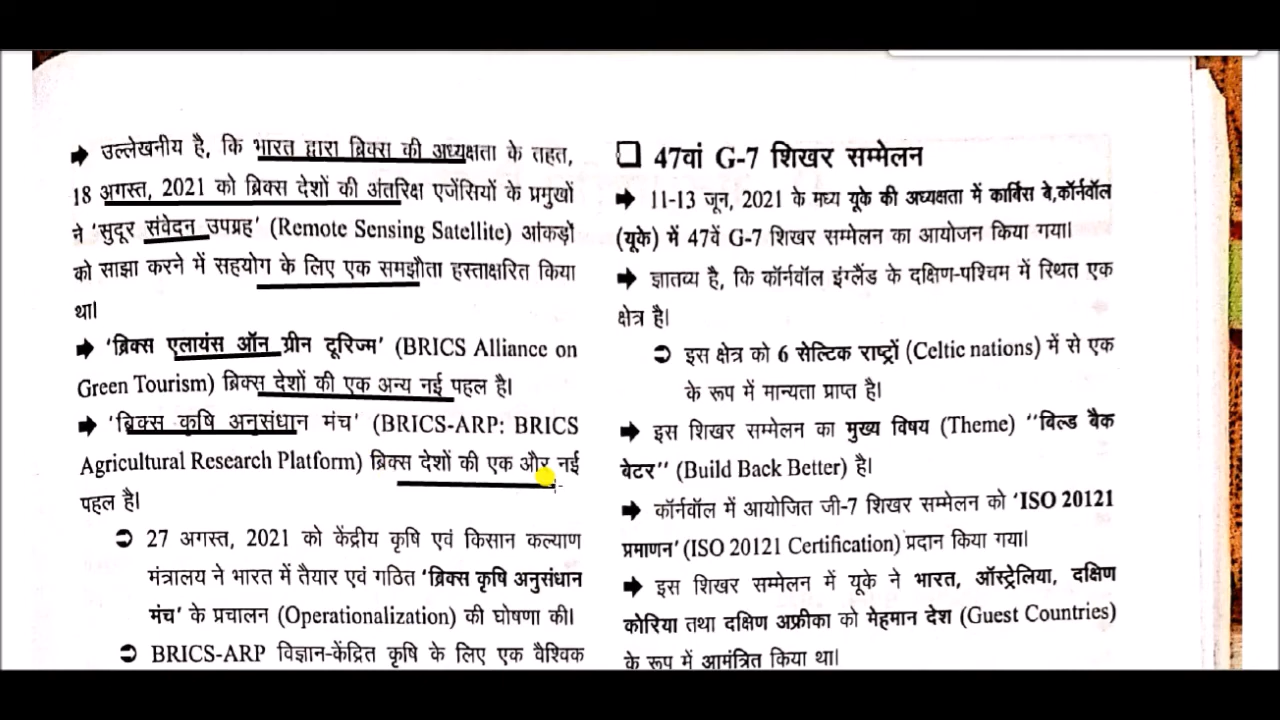 ➡ उल्लेखनीय है, कि भारत द्वारा ब्रिक्स की अध्यक्षता के तहत,
18 अगस्त, 2021 को ब्रिक्स देशों की अंतरिक्ष एजेंसियों के प्रमुखों
ने ‘सुदूर संवेदन उपग्रह’ (Remote Sensing Satellite) आंकड़ों
को साझा करने में सहयोग के लिए एक समझौता हस्ताक्षरित किया
था।
➡ ‘ब्रिक्स एलायंस ऑन ग्रीन टूरिज्म’ (BRICS Alliance on
Green Tourism) ब्रिक्स देशों की एक अन्य नई पहल है।
➡ ‘ब्रिक्स कृषि अनुसंधान मंच’ (BRICS-ARP: BRICS
Agricultural Research Platform) ब्रिक्स देशों की एक और नई
पहल है।
➲ 27 अगस्त, 2021 को केंद्रीय कृषि एवं किसान कल्याण
मंत्रालय ने भारत में तैयार एवं गठित ‘ब्रिक्स कृषि अनुसंधान
मंच’ के प्रचालन (Operationalization) की घोषणा की।
➲ BRICS-ARP विज्ञान-केंद्रित कृषि के लिए एक वैश्विक
❑ 47वां G-7 शिखर सम्मेलन
➡ 11-13 जून, 2021 के मध्य यूके की अध्यक्षता में कार्बिस बे,कॉर्नवॉल
(यूके) में 47वें G-7 शिखर सम्मेलन का आयोजन किया गया।
➡ ज्ञातव्य है, कि कॉर्नवॉल इंग्लैंड के दक्षिण-पश्चिम में स्थित एक
क्षेत्र है।
➲ इस क्षेत्र को 6 सेल्टिक राष्ट्रों (Celtic nations) में से एक
के रूप में मान्यता प्राप्त है।
➡ इस शिखर सम्मेलन का मुख्य विषय (Theme) ‘‘बिल्ड बैक
बेटर’’ (Build Back Better) है।
➡ कॉर्नवॉल में आयोजित जी-7 शिखर सम्मेलन को ‘ISO 20121
प्रमाणन’ (ISO 20121 Certification) प्रदान किया गया।
➡ इस शिखर सम्मेलन में यूके ने भारत, ऑस्ट्रेलिया, दक्षिण
कोरिया तथा दक्षिण अफ्रीका को मेहमान देश (Guest Countries)
के रूप में आमंत्रित किया था।